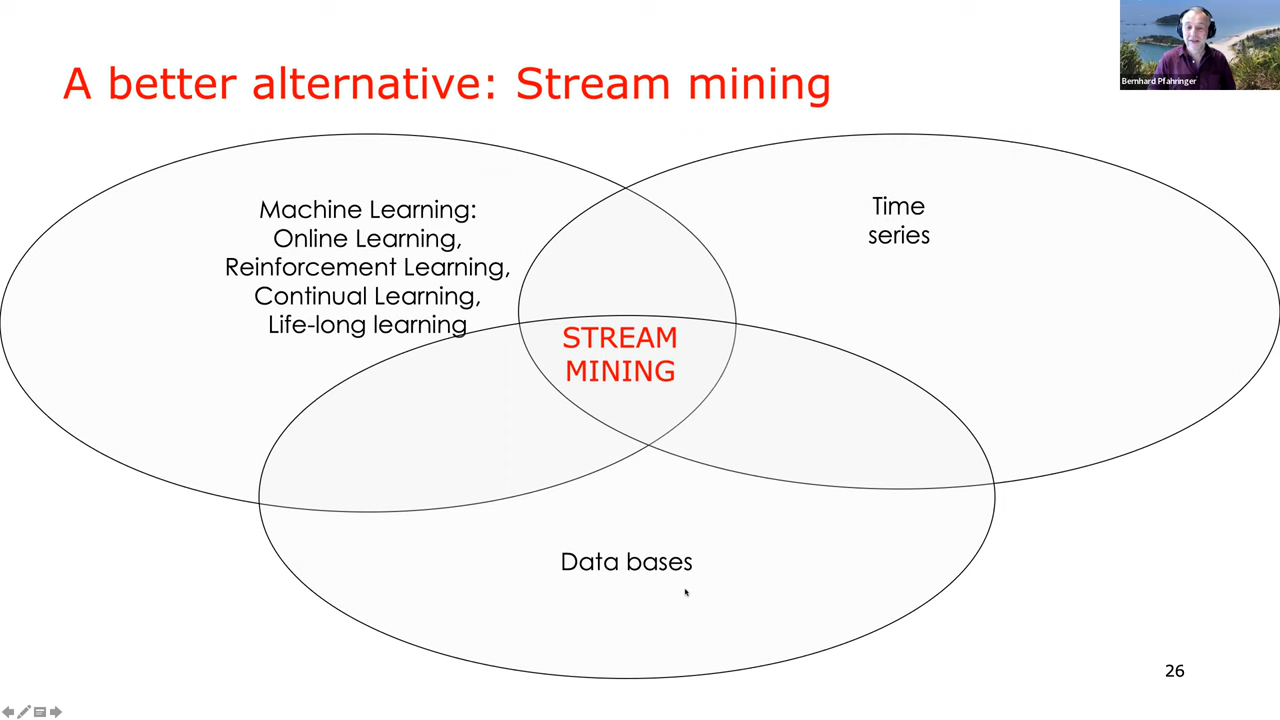 A better alternative: Stream mining
Bernhard Pfahringer
Machine Learning:
Online Learning,
Reinforcement Learning,
Continual Learning,
Life-long learning
Time
series
STREAM
MINING
Data bases
26